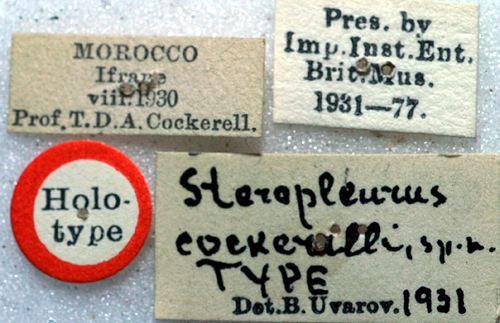 MOROCCO
Ifrane
viii.1930
Prof. T. D. A. Cockerell.
Pres. by
Imp. Inst. Ent.
Brit. Mus.
1931—77.
Holo-
type
Steropleurus
cockerelli, sp. n.
TYPE
Det. B. Uvarov. 1931